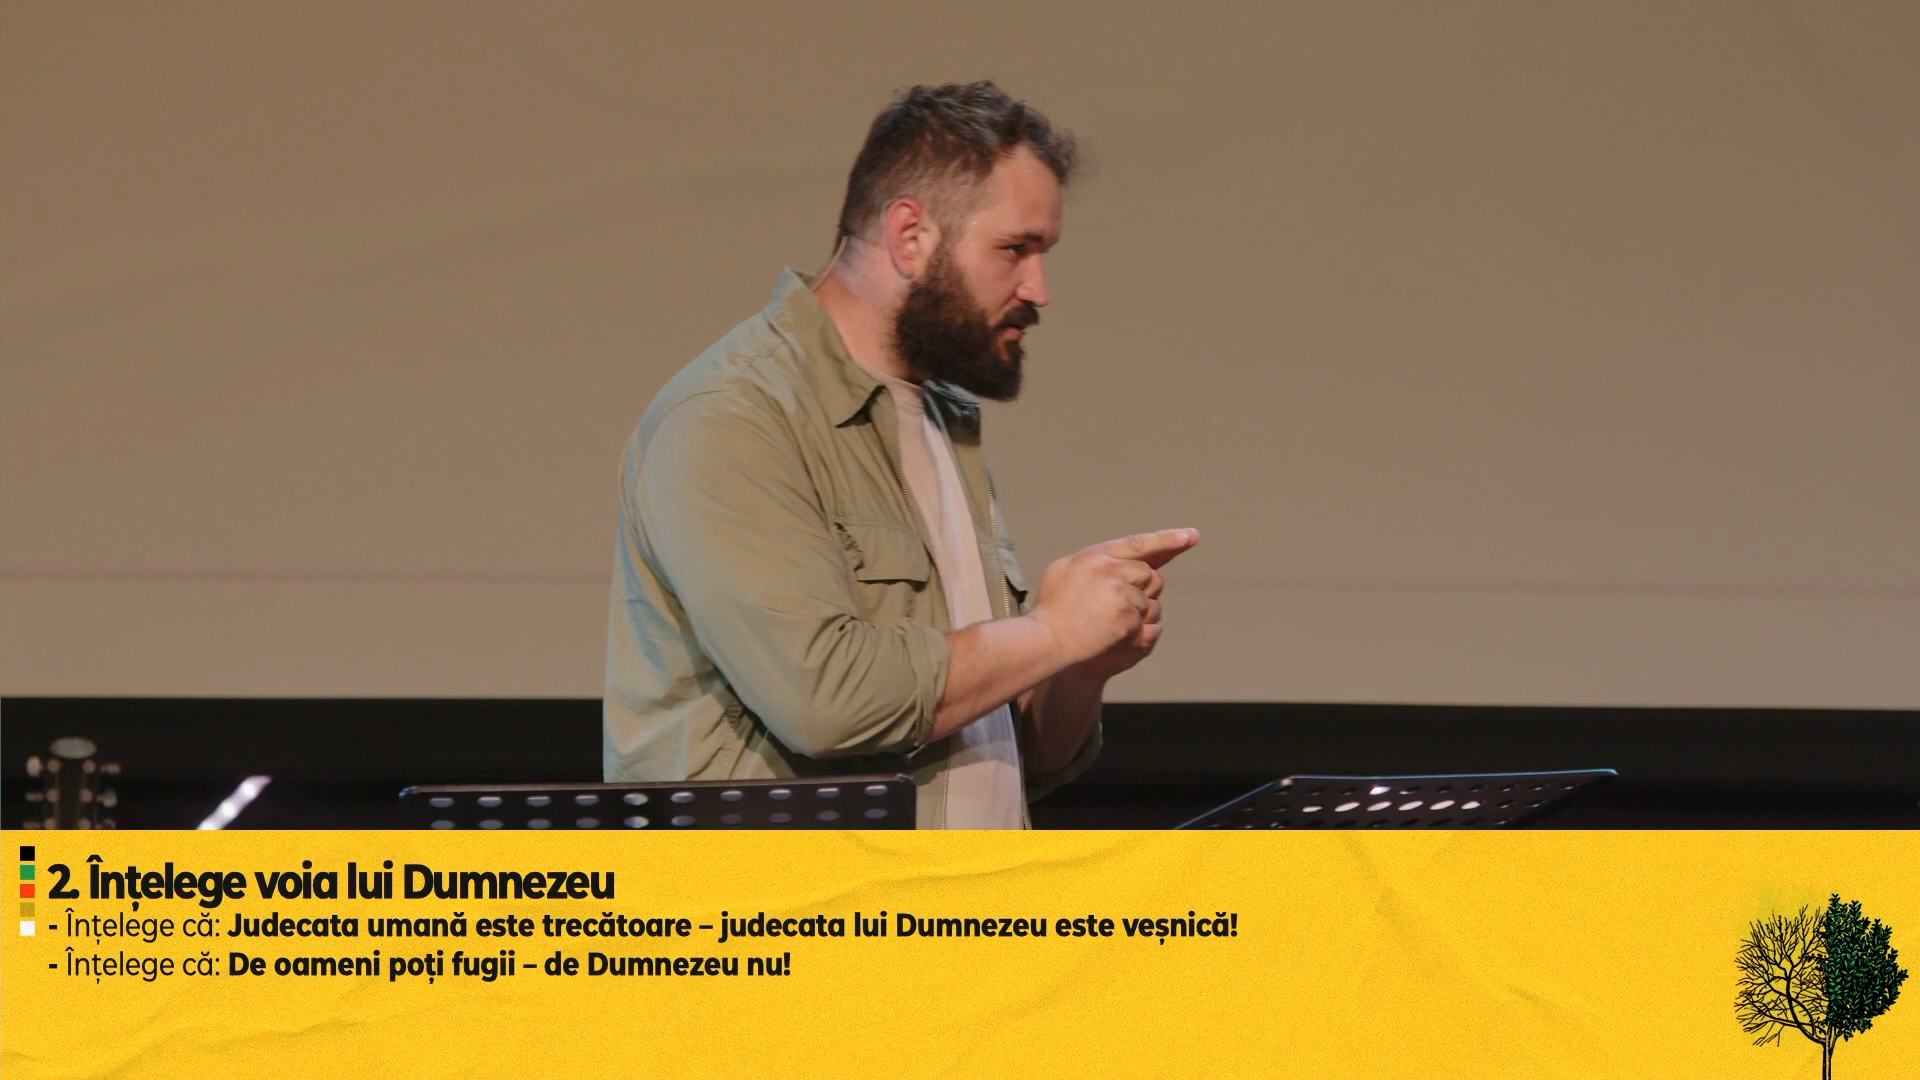 2. Înțelege voia lui Dumnezeu
- Înțelege că: Judecata umană este trecătoare – judecata lui Dumnezeu este veșnică!
- Înțelege că: De oameni poți fugii – de Dumnezeu nu!